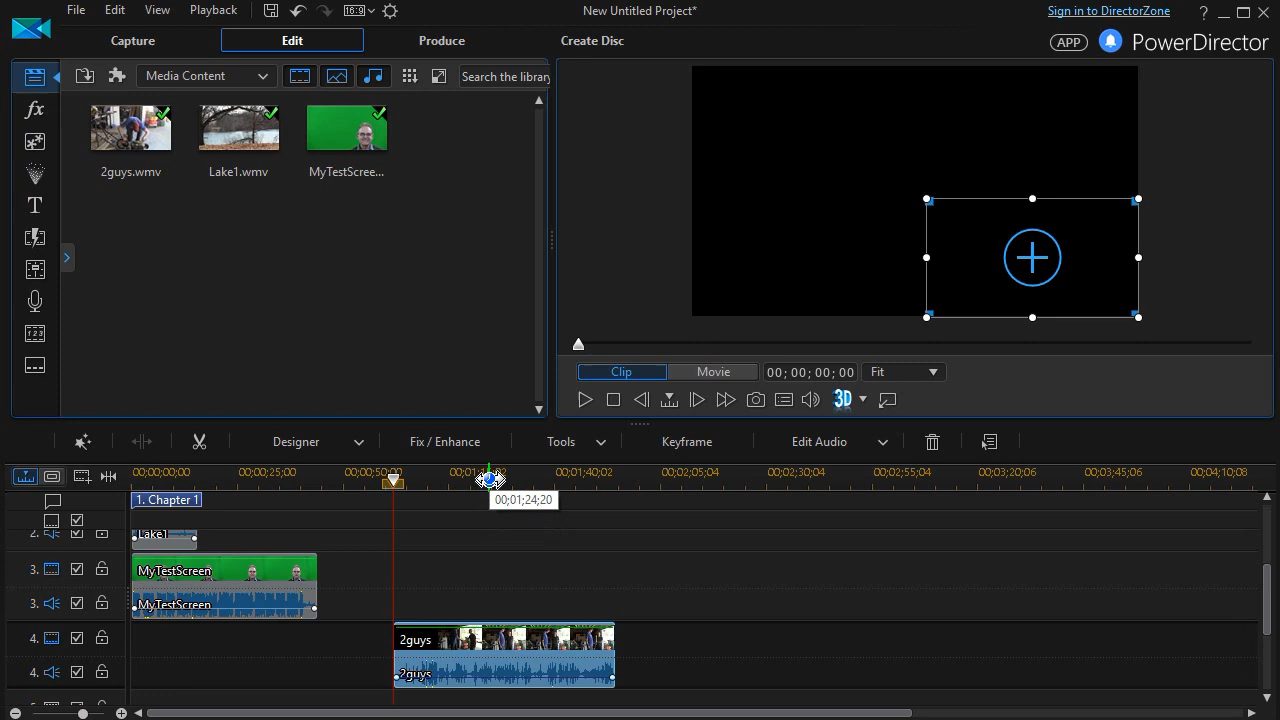 File Edit View Playback 16:9 New Untitled Project* Sign in to DirectorZone ?
Capture Edit Produce Create Disc APP PowerDirector
Media Content Search the library
fx
T
2guys.wmv Lake1.wmv MyTestScree...
Clip Movie 00; 00; 00; 00 Fit
3D
Designer Fix / Enhance Tools Keyframe Edit Audio
00;00;00;00 00;00;25;00 00;00;50;00 00;01;40;02 00;02;05;04 00;02;30;04 00;02;55;04 00;03;20;06 00;03;45;06 00;04;10;08
00;01;24;20
1. Chapter 1
2. Lake1
3. MyTestScreen
3. MyTestScreen
4. 2guys
4. 2guys